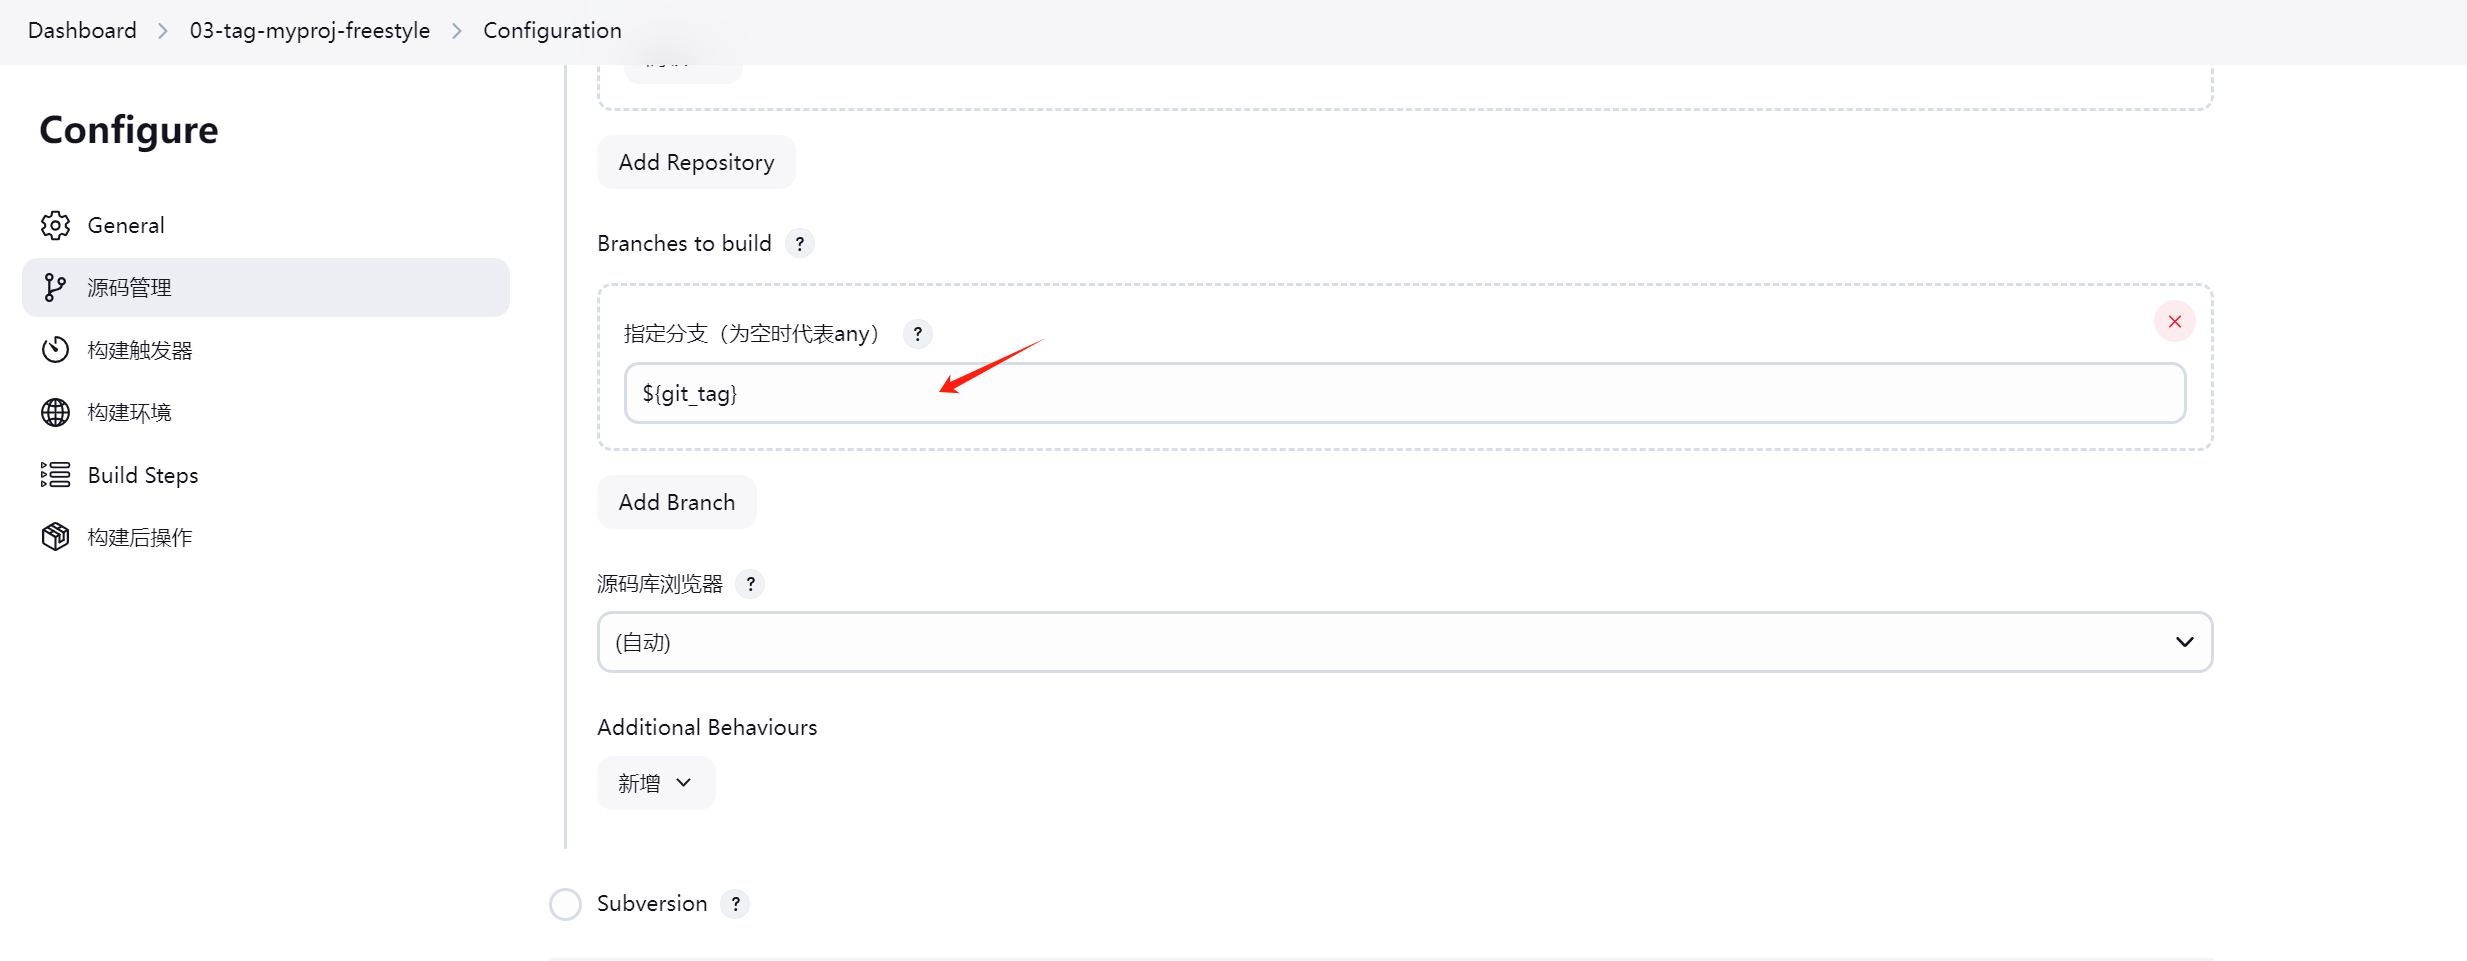 Dashboard > 03-tag-myproj-freestyle > Configuration
Configure
General
源码管理
构建触发器
构建环境
Build Steps
构建后操作
Add Repository
Branches to build ?
指定分支（为空时代表any） ?
${git_tag}
Add Branch
源码库浏览器 ?
(自动)
Additional Behaviours
新增
Subversion ?